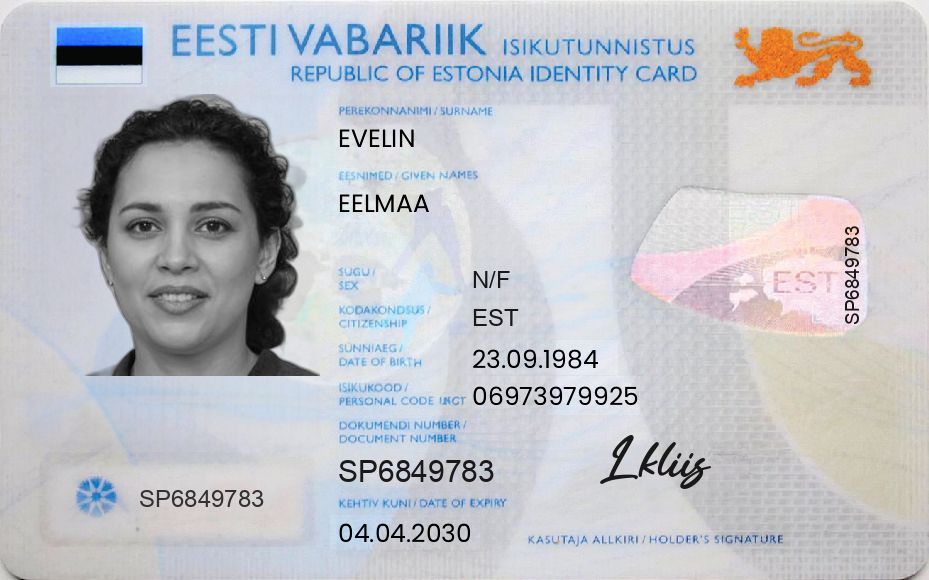 EESTI VABARIIK ISIKUTUNNISTUS
REPUBLIC OF ESTONIA IDENTITY CARD
PEREKONNANIMI / SURNAME
EVELIN
EESNIMED / GIVEN NAMES
EELMAA
SUGU / SEX
N/F
KODAKONDSUS / CITIZENSHIP
EST
SÜNNIAEG / DATE OF BIRTH
23.09.1984
ISIKUKOOD / PERSONAL CODE
06973979925
DOKUMENDI NUMBER / DOCUMENT NUMBER
SP6849783
KEHTIV KUNI / DATE OF EXPIRY
04.04.2030
SP6849783
EST
SP6849783
Lkliis
KASUTAJA ALLKIRI / HOLDER'S SIGNATURE